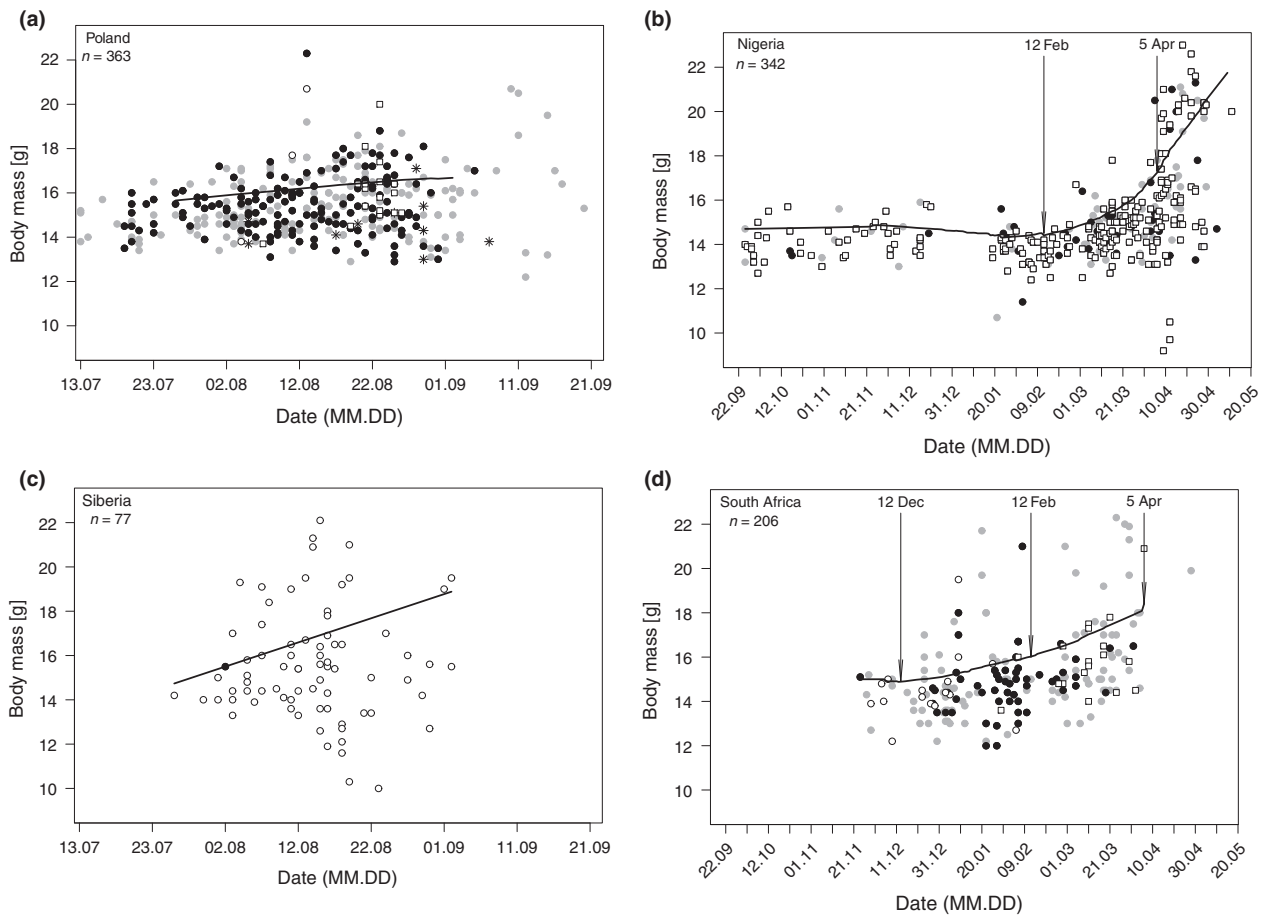 (a)
Poland
n = 363
22
20
18
16
14
12
10
Body mass [g]
13.07 23.07 02.08 12.08 22.08 01.09 11.09 21.09
Date (MM.DD)
(b)
Nigeria
n = 342
12 Feb
5 Apr
22
20
18
16
14
12
10
Body mass [g]
22.09 12.10 01.11 21.11 11.12 31.12 20.01 09.02 01.03 21.03 10.04 30.04 20.05
Date (MM.DD)
(c)
Siberia
n = 77
22
20
18
16
14
12
10
Body mass [g]
13.07 23.07 02.08 12.08 22.08 01.09 11.09 21.09
Date (MM.DD)
(d)
South Africa
n = 206
12 Dec
12 Feb
5 Apr
22
20
18
16
14
12
10
Body mass [g]
22.09 12.10 01.11 21.11 11.12 31.12 20.01 09.02 01.03 21.03 10.04 30.04 20.05
Date (MM.DD)